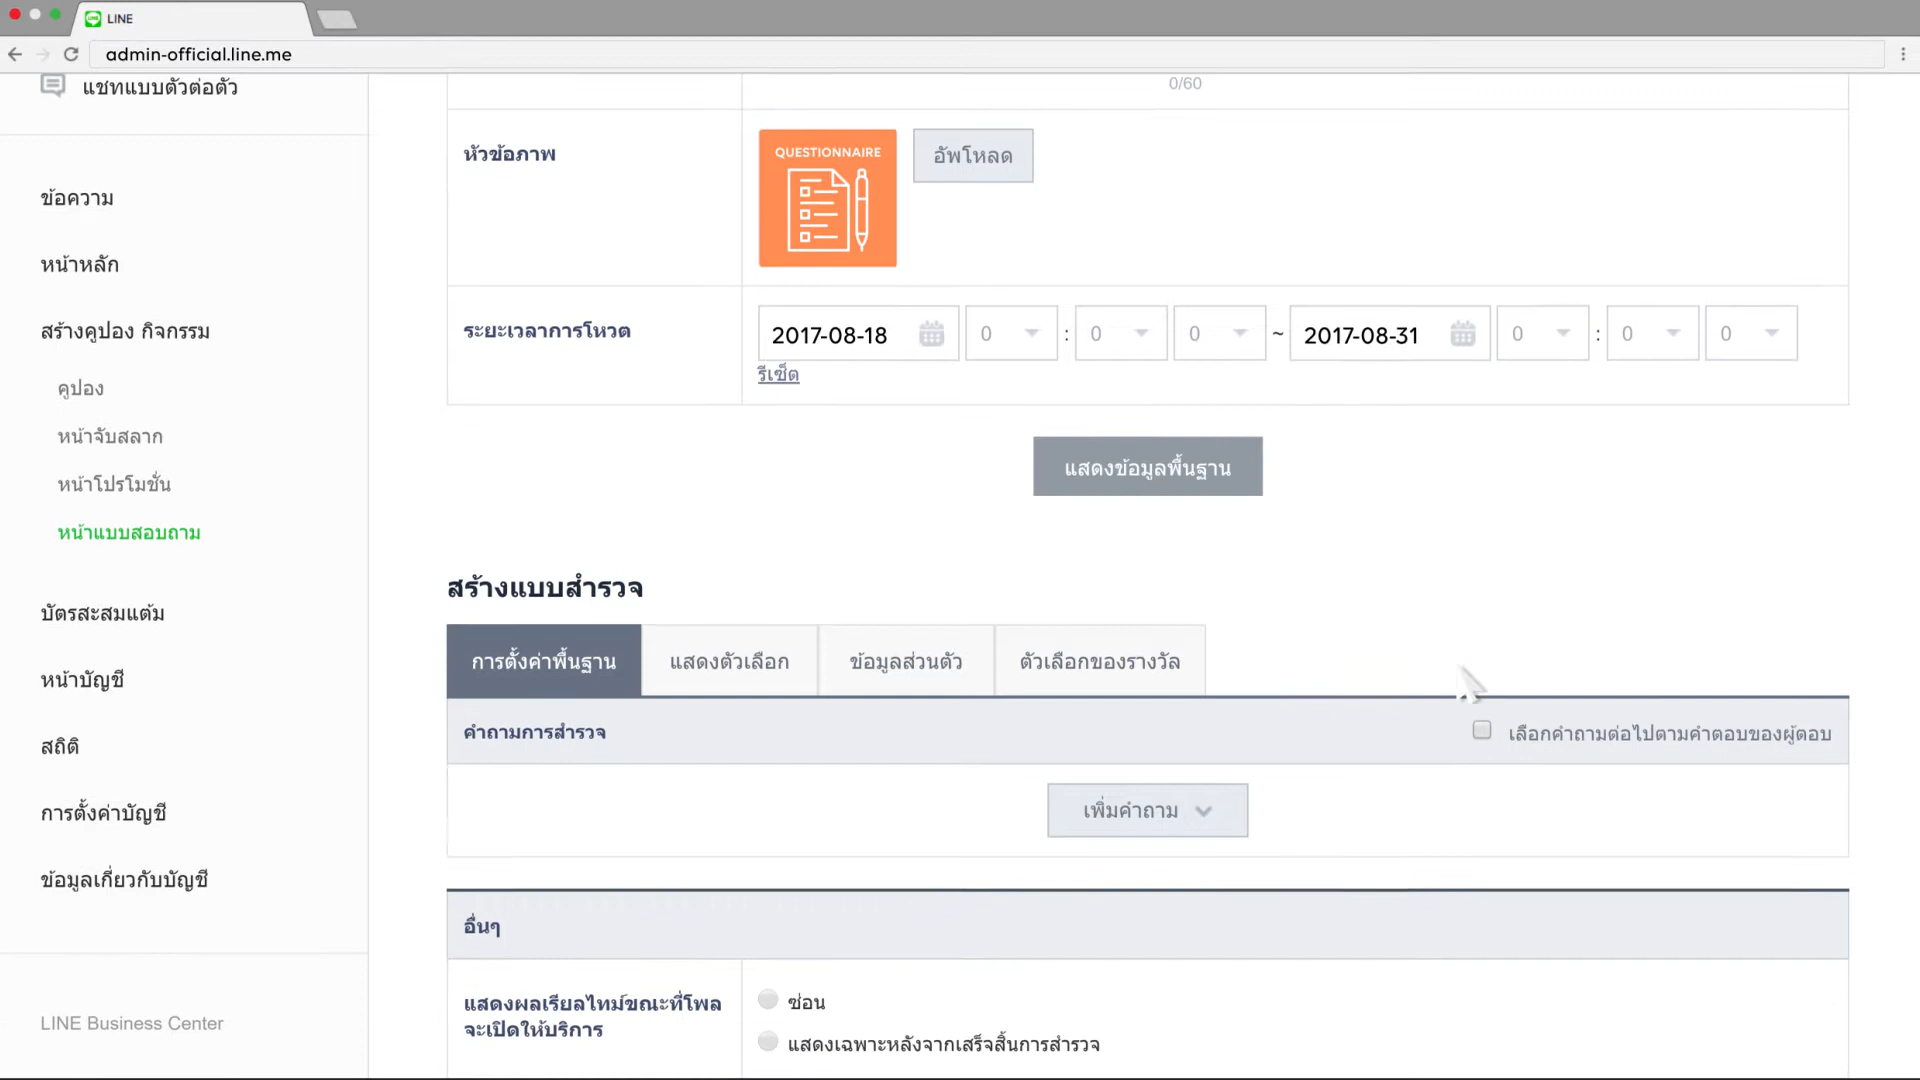 LINE
admin-official.line.me
แชทแบบตัวต่อตัว
ข้อความ
หน้าหลัก
สร้างคูปอง กิจกรรม
คูปอง
หน้าจับสลาก
หน้าโปรโมชั่น
หน้าแบบสอบถาม
บัตรสะสมแต้ม
หน้าบัญชี
สถิติ
การตั้งค่าบัญชี
ข้อมูลเกี่ยวกับบัญชี
LINE Business Center
0/60
หัวข้อภาพ
QUESTIONNAIRE
อัพโหลด
ระยะเวลาการโหวต
2017-08-18 0 : 0 0 ~ 2017-08-31 0 : 0 0
รีเซ็ต
แสดงข้อมูลพื้นฐาน
สร้างแบบสำรวจ
การตั้งค่าพื้นฐาน แสดงตัวเลือก ข้อมูลส่วนตัว ตัวเลือกของรางวัล
คำถามการสำรวจ เลือกคำถามต่อไปตามคำตอบของผู้ตอบ
เพิ่มคำถาม
อื่นๆ
แสดงผลเรียลไทม์ขณะที่โพล
จะเปิดให้บริการ
ซ่อน
แสดงเฉพาะหลังจากเสร็จสิ้นการสำรวจ